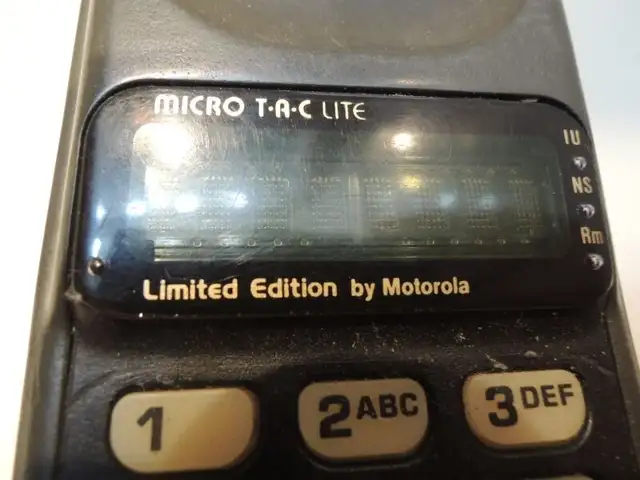 MICRO T·A·C LITE
IU
NS
Rm
Limited Edition by Motorola
1 2ABC 3DEF